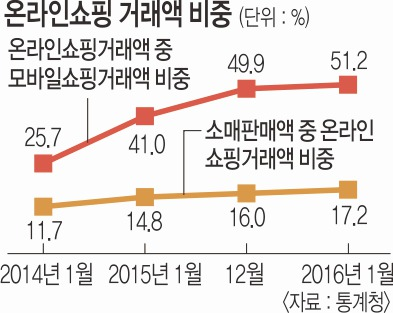 온라인쇼핑 거래액 비중 (단위 : %)
온라인쇼핑거래액 중
모바일쇼핑거래액 비중
25.7
41.0
49.9
51.2
소매판매액 중 온라인
쇼핑거래액 비중
11.7
14.8
16.0
17.2
2014년 1월
2015년 1월
12월
2016년 1월
〈자료 : 통계청〉